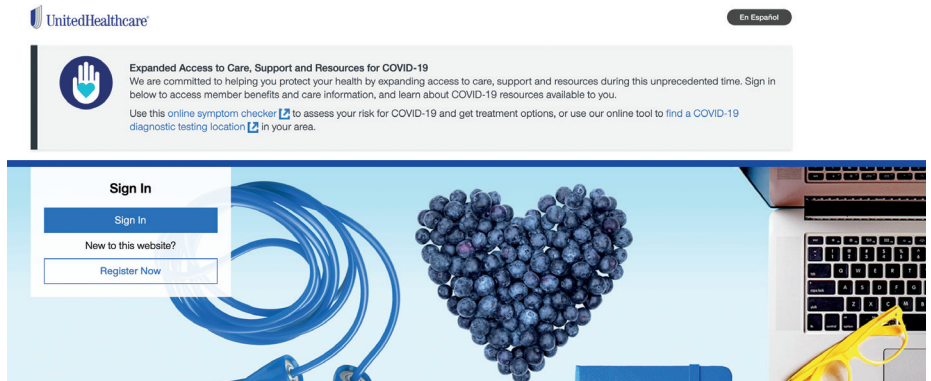 UnitedHealthcare®
En Español
Expanded Access to Care, Support and Resources for COVID-19
We are committed to helping you protect your health by expanding access to care, support and resources during this unprecedented time. Sign in
below to access member benefits and care information, and learn about COVID-19 resources available to you.
Use this online symptom checker to assess your risk for COVID-19 and get treatment options, or use our online tool to find a COVID-19
diagnostic testing location in your area.
Sign In
Sign In
New to this website?
Register Now